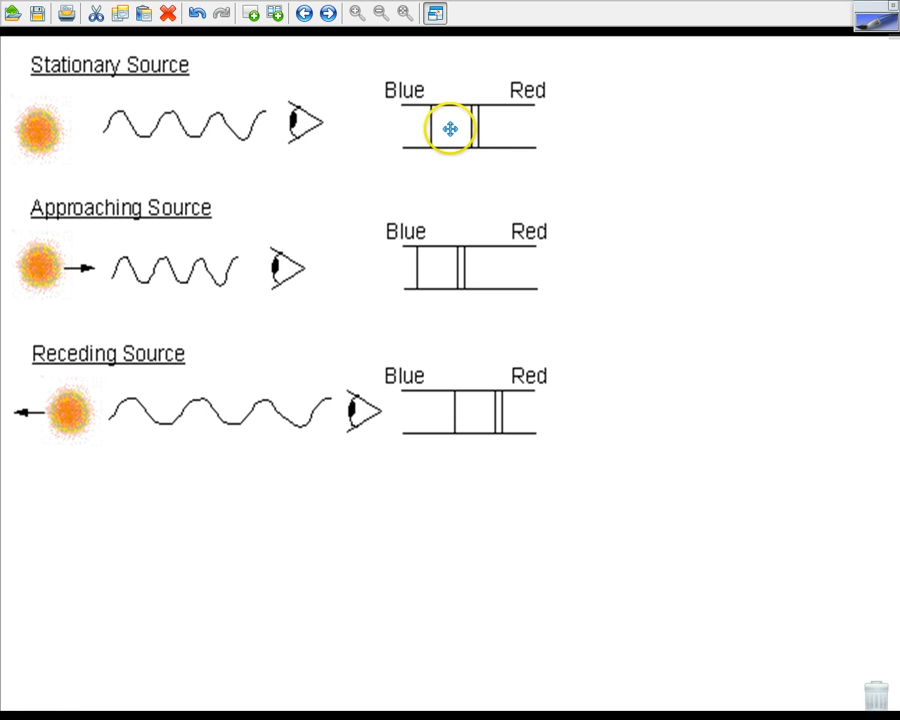 Stationary Source
Blue Red
Approaching Source
Blue Red
Receding Source
Blue Red